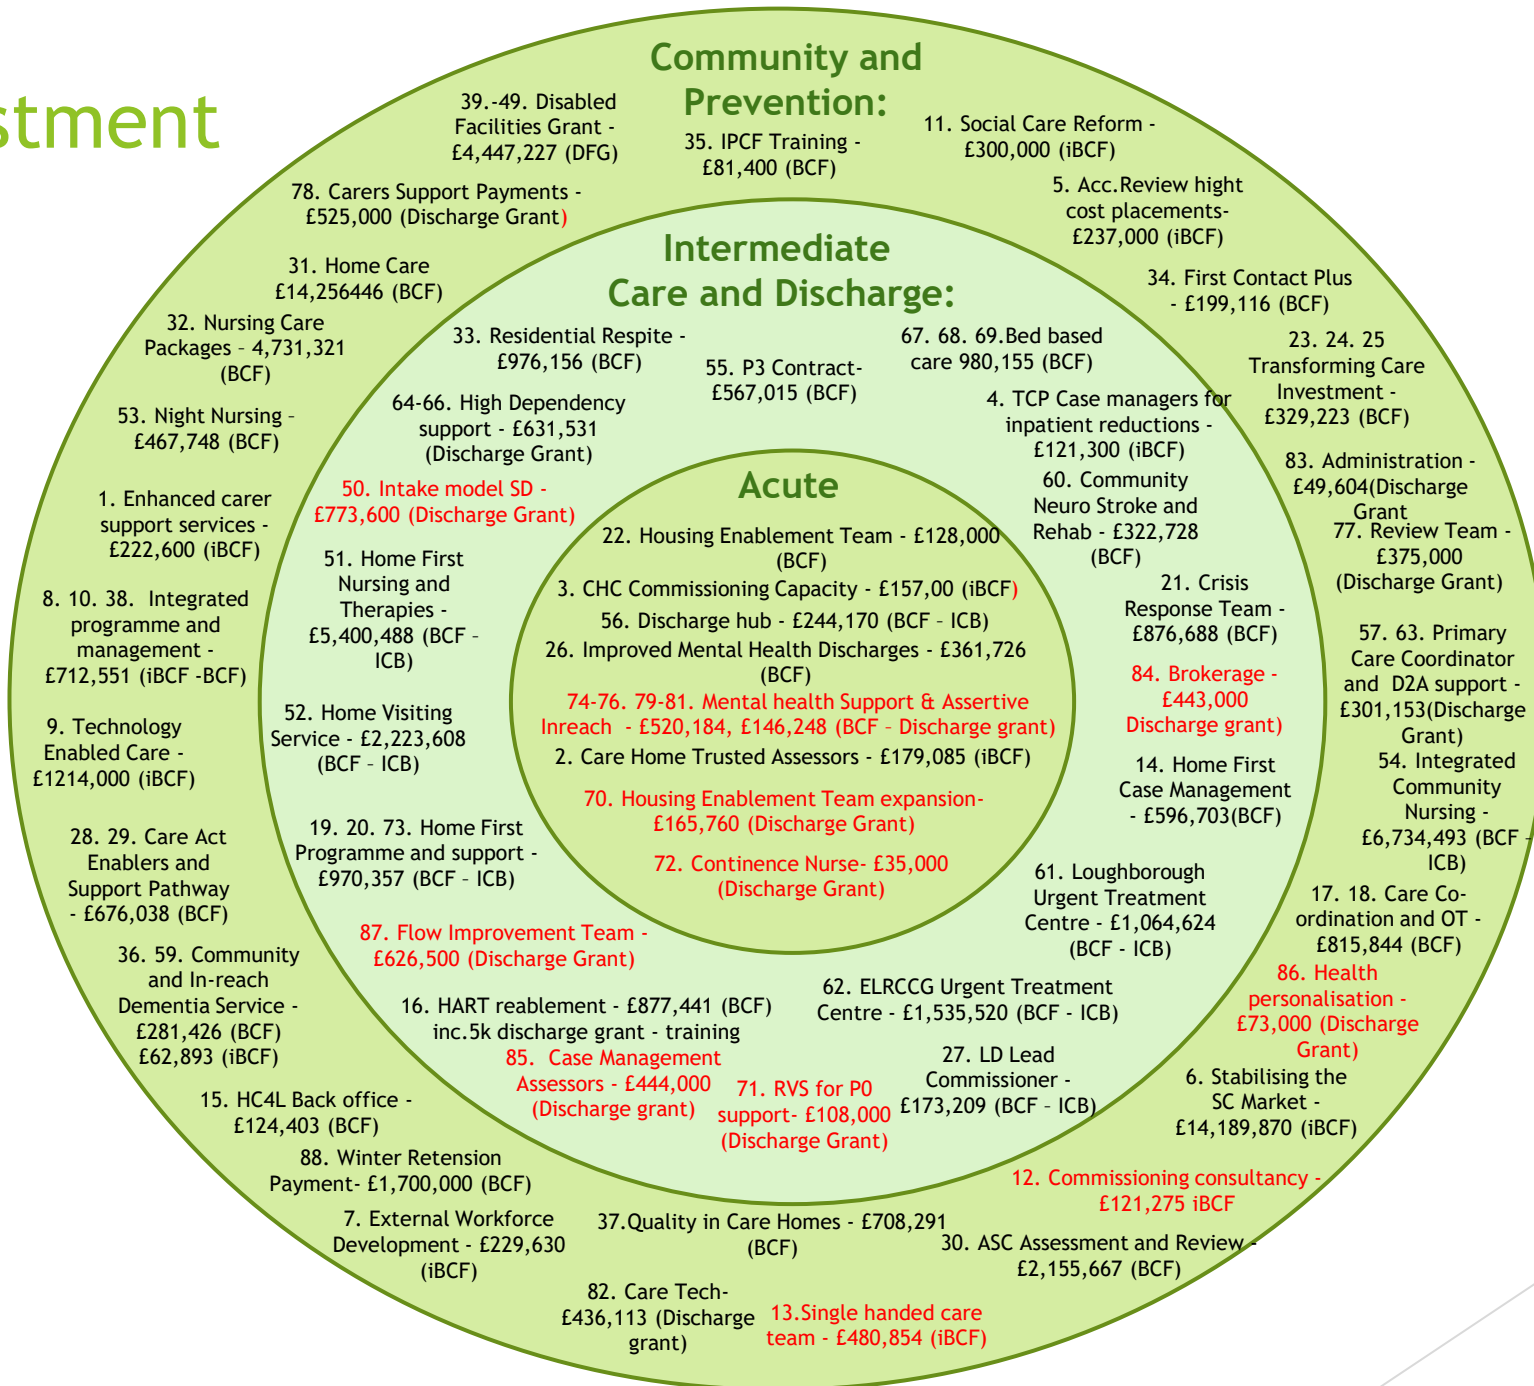 stment
Community and
Prevention:
39.-49. Disabled
Facilities Grant -
£4,447,227 (DFG)
35. IPCF Training -
£81,400 (BCF)
11. Social Care Reform -
£300,000 (iBCF)
78. Carers Support Payments -
£525,000 (Discharge Grant)
5. Acc.Review hight
cost placements-
£237,000 (iBCF)
31. Home Care
£14,256446 (BCF)
34. First Contact Plus
- £199,116 (BCF)
32. Nursing Care
Packages – 4,731,321
(BCF)
23. 24. 25
Transforming Care
Investment -
£329,223 (BCF)
53. Night Nursing –
£467,748 (BCF)
83. Administration -
£49,604(Discharge
Grant
1. Enhanced carer
support services -
£222,600 (iBCF)
77. Review Team -
£375,000
(Discharge Grant)
8. 10. 38. Integrated
programme and
management -
£712,551 (iBCF -BCF)
57. 63. Primary
Care Coordinator
and D2A support -
£301,153(Discharge
Grant)
9. Technology
Enabled Care -
£1214,000 (iBCF)
54. Integrated
Community
Nursing -
£6,734,493 (BCF –
ICB)
28. 29. Care Act
Enablers and
Support Pathway
- £676,038 (BCF)
17. 18. Care Co-
ordination and OT -
£815,844 (BCF)
36. 59. Community
and In-reach
Dementia Service -
£281,426 (BCF)
£62,893 (iBCF)
86. Health
personalisation -
£73,000 (Discharge
Grant)
15. HC4L Back office -
£124,403 (BCF)
6. Stabilising the
SC Market -
£14,189,870 (iBCF)
88. Winter Retension
Payment- £1,700,000 (BCF)
12. Commissioning consultancy -
£121,275 iBCF
7. External Workforce
Development - £229,630
(iBCF)
37.Quality in Care Homes - £708,291
(BCF)
30. ASC Assessment and Review -
£2,155,667 (BCF)
82. Care Tech-
£436,113 (Discharge
grant)
13.Single handed care
team - £480,854 (iBCF)
Intermediate
Care and Discharge:
33. Residential Respite -
£976,156 (BCF)
55. P3 Contract-
£567,015 (BCF)
67. 68. 69.Bed based
care 980,155 (BCF)
64-66. High Dependency
support - £631,531
(Discharge Grant)
4. TCP Case managers for
inpatient reductions -
£121,300 (iBCF)
50. Intake model SD -
£773,600 (Discharge Grant)
60. Community
Neuro Stroke and
Rehab - £322,728
(BCF)
51. Home First
Nursing and
Therapies -
£5,400,488 (BCF –
ICB)
21. Crisis
Response Team -
£876,688 (BCF)
84. Brokerage -
£443,000
Discharge grant)
52. Home Visiting
Service - £2,223,608
(BCF – ICB)
14. Home First
Case Management
- £596,703(BCF)
19. 20. 73. Home First
Programme and support -
£970,357 (BCF – ICB)
61. Loughborough
Urgent Treatment
Centre - £1,064,624
(BCF - ICB)
87. Flow Improvement Team -
£626,500 (Discharge Grant)
62. ELRCCG Urgent Treatment
Centre - £1,535,520 (BCF - ICB)
16. HART reablement - £877,441 (BCF)
inc.5k discharge grant - training
85. Case Management
Assessors - £444,000
(Discharge grant)
71. RVS for P0
support- £108,000
(Discharge Grant)
27. LD Lead
Commissioner -
£173,209 (BCF – ICB)
Acute
22. Housing Enablement Team - £128,000
(BCF)
3. CHC Commissioning Capacity - £157,00 (iBCF)
56. Discharge hub - £244,170 (BCF – ICB)
26. Improved Mental Health Discharges - £361,726
(BCF)
74-76. 79-81. Mental health Support & Assertive
Inreach - £520,184, £146,248 (BCF – Discharge grant)
2. Care Home Trusted Assessors - £179,085 (iBCF)
70. Housing Enablement Team expansion-
£165,760 (Discharge Grant)
72. Continence Nurse- £35,000
(Discharge Grant)